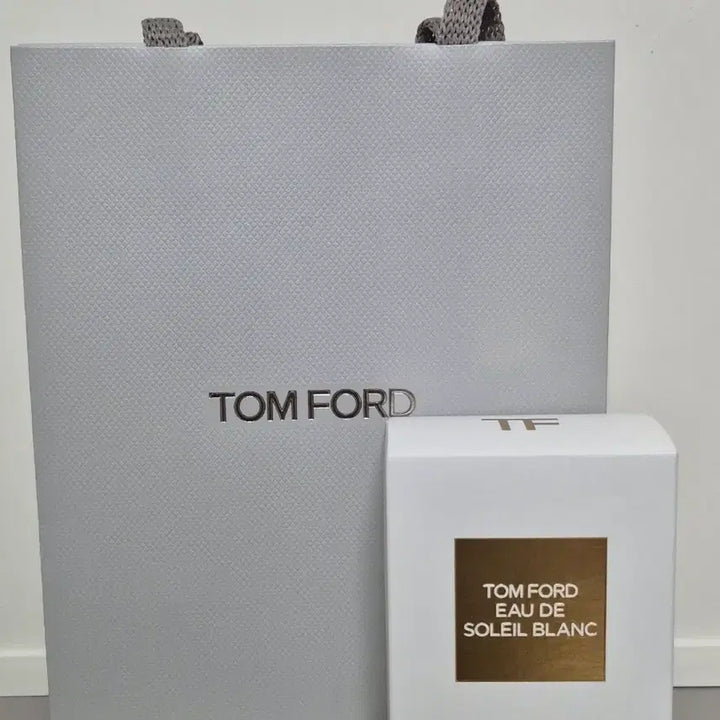 TOM FORD
TF
TOM FORD
EAU DE
SOLEIL BLANC